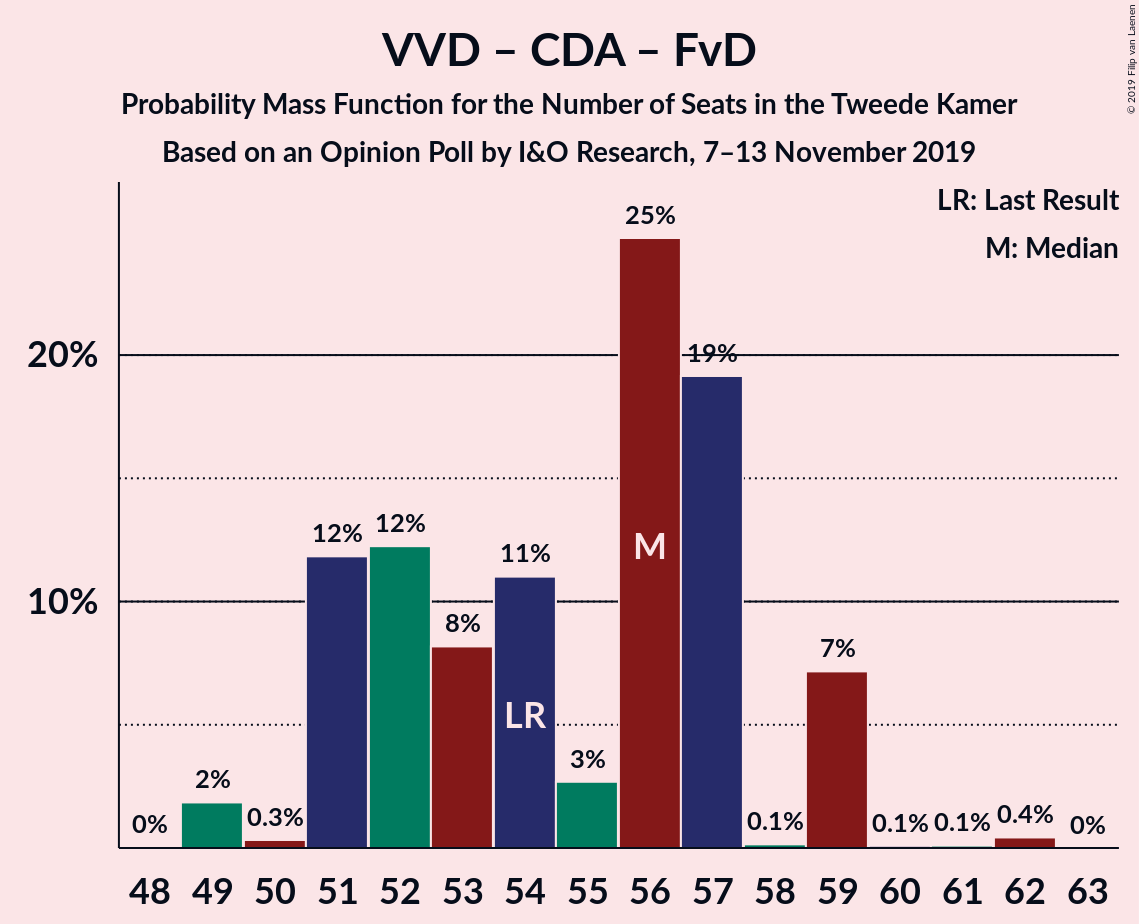 VVD – CDA – FvD
Probability Mass Function for the Number of Seats in the Tweede Kamer
Based on an Opinion Poll by I&O Research, 7–13 November 2019
© 2019 Filip van Laenen
LR: Last Result
M: Median
20%
10%
0%
2%
0.3%
12%
12%
8%
11%
3%
25%
19%
0.1%
7%
0.1%
0.1%
0.4%
0%
LR
M
48 49 50 51 52 53 54 55 56 57 58 59 60 61 62 63